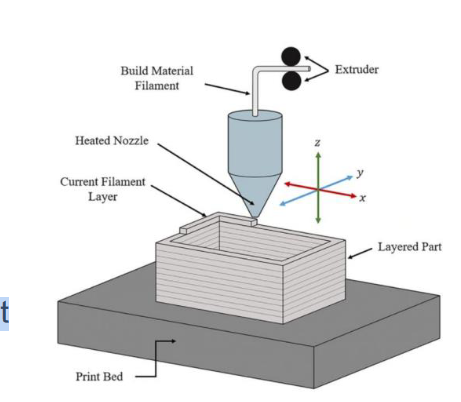 Build Material
Filament
Extruder
Heated Nozzle
z
y
x
Current Filament
Layer
Layered Part
t
Print Bed